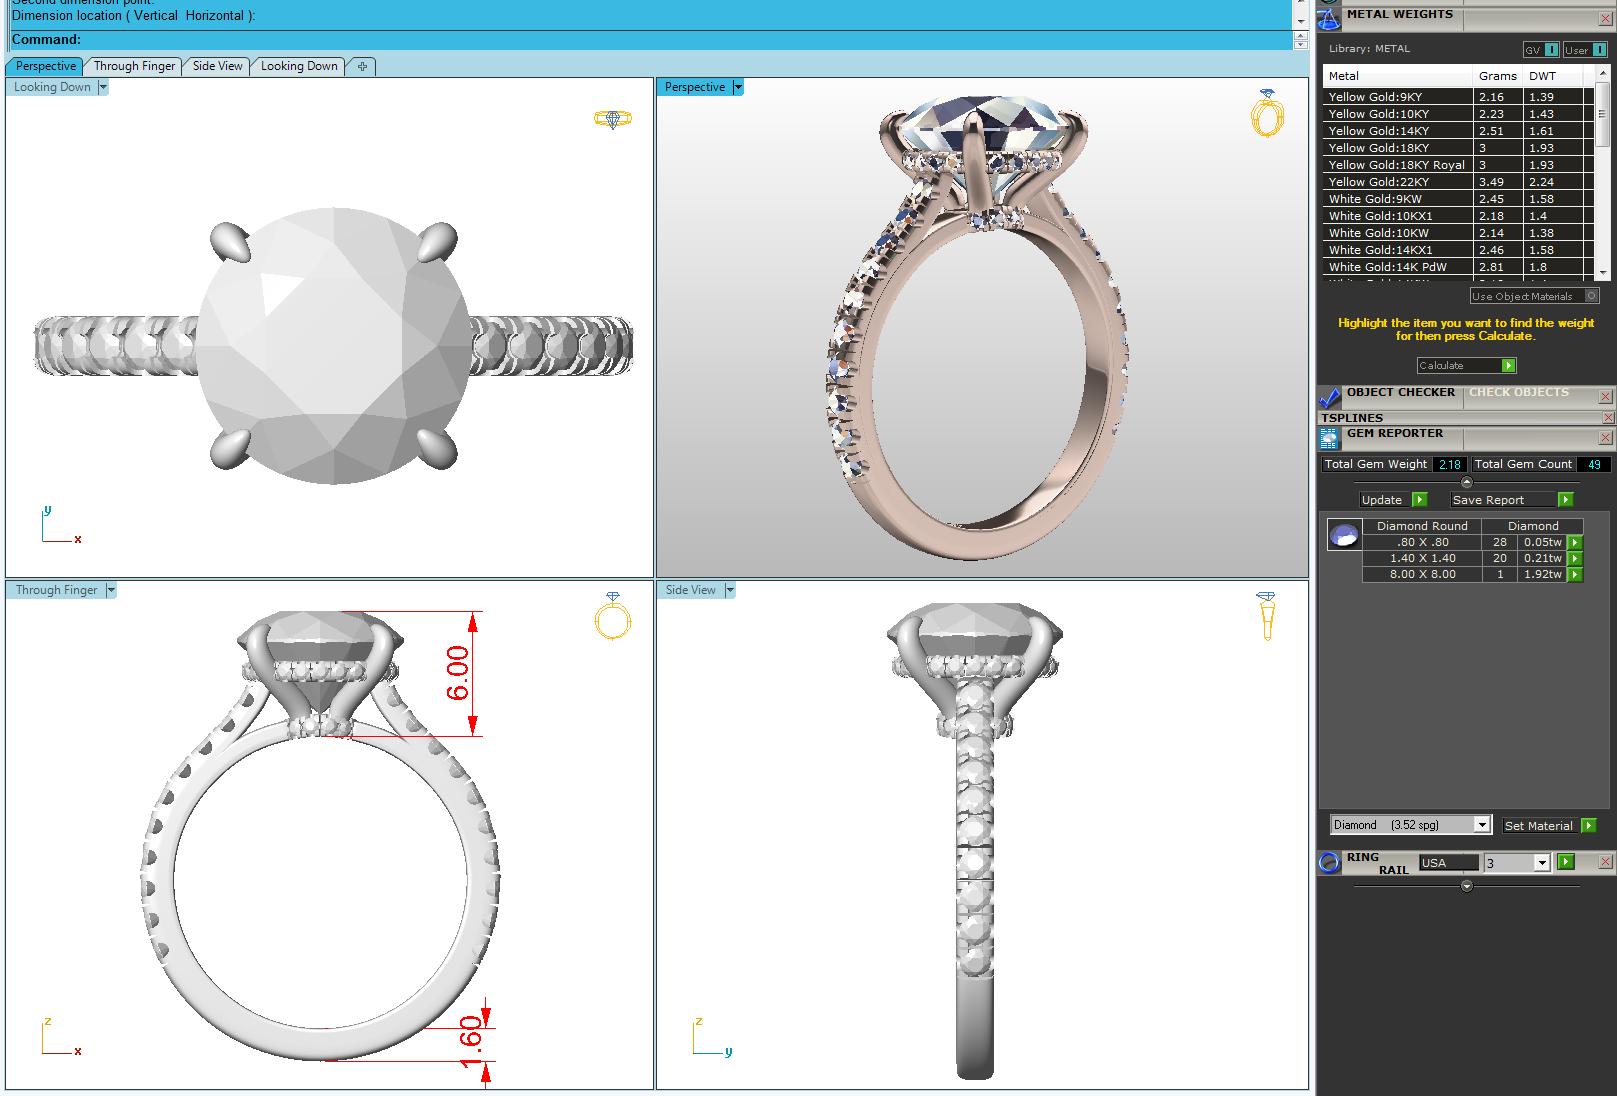 Second dimension point:
Dimension location ( Vertical  Horizontal ):
Command:
Perspective
Through Finger
Side View
Looking Down
Looking Down
y
x
Perspective
Through Finger
6.00
1.60
z
x
Side View
z
y
METAL WEIGHTS
Library: METAL
GV
User
Metal Grams DWT
Yellow Gold:9KY 2.16 1.39
Yellow Gold:10KY 2.23 1.43
Yellow Gold:14KY 2.51 1.61
Yellow Gold:18KY 3 1.93
Yellow Gold:18KY Royal 3 1.93
Yellow Gold:22KY 3.49 2.24
White Gold:9KW 2.45 1.58
White Gold:10KX1 2.18 1.4
White Gold:10KW 2.14 1.38
White Gold:14KX1 2.46 1.58
White Gold:14K PdW 2.81 1.8
Use Object Materials
Highlight the item you want to find the weight
for then press Calculate.
Calculate
OBJECT CHECKER CHECK OBJECTS
TSPLINES
GEM REPORTER
Total Gem Weight 2.18 Total Gem Count 49
Update Save Report
Diamond Round Diamond
.80 X .80 28 0.05tw
1.40 X 1.40 20 0.21tw
8.00 X 8.00 1 1.92tw
Diamond (3.52 spg) Set Material
RING
RAIL USA 3